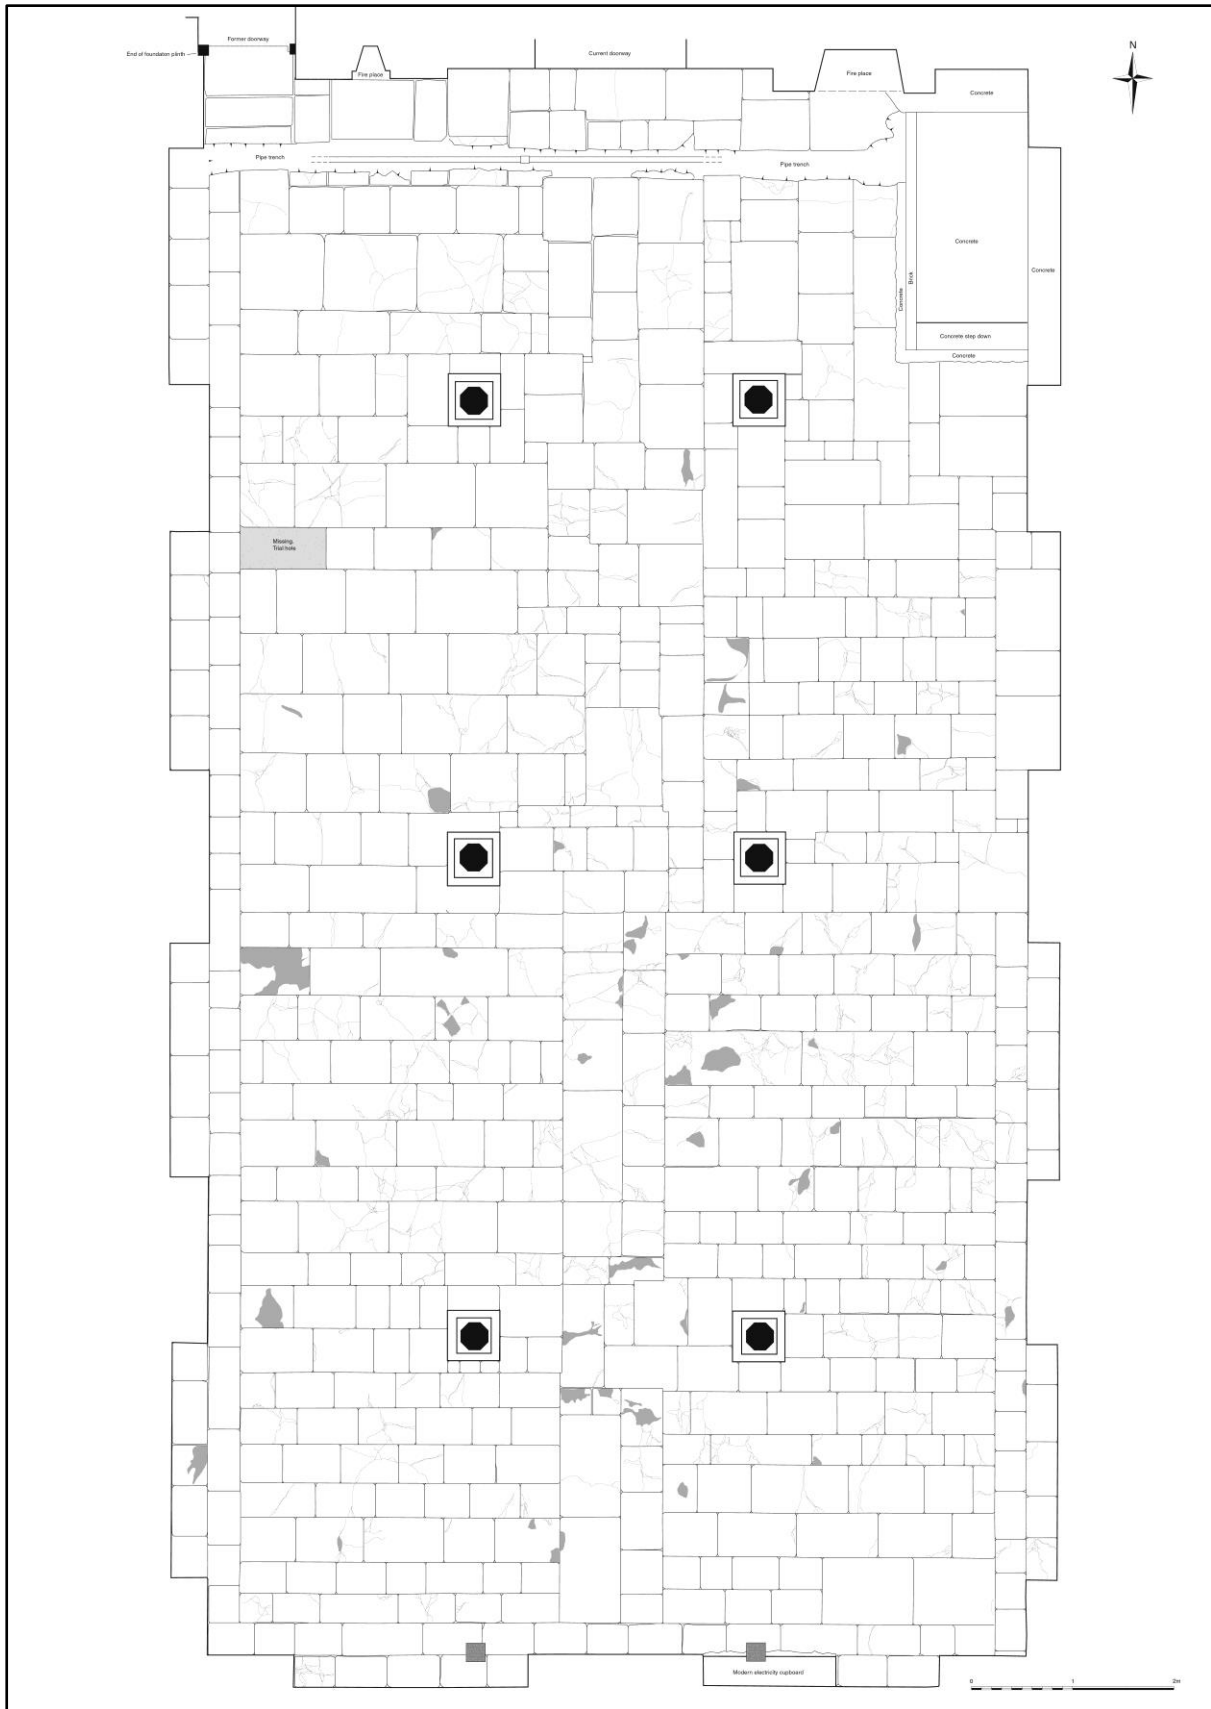 Former doorway
N
End of foundation plinth
Current doorway
Fire place
Fire place
Concrete
Pipe trench
Pipe trench
Concrete
Concrete
Brick
Concrete
Concrete step down
Concrete
Missing.
Trial hole
Modern electricity cupboard
0 1 2m